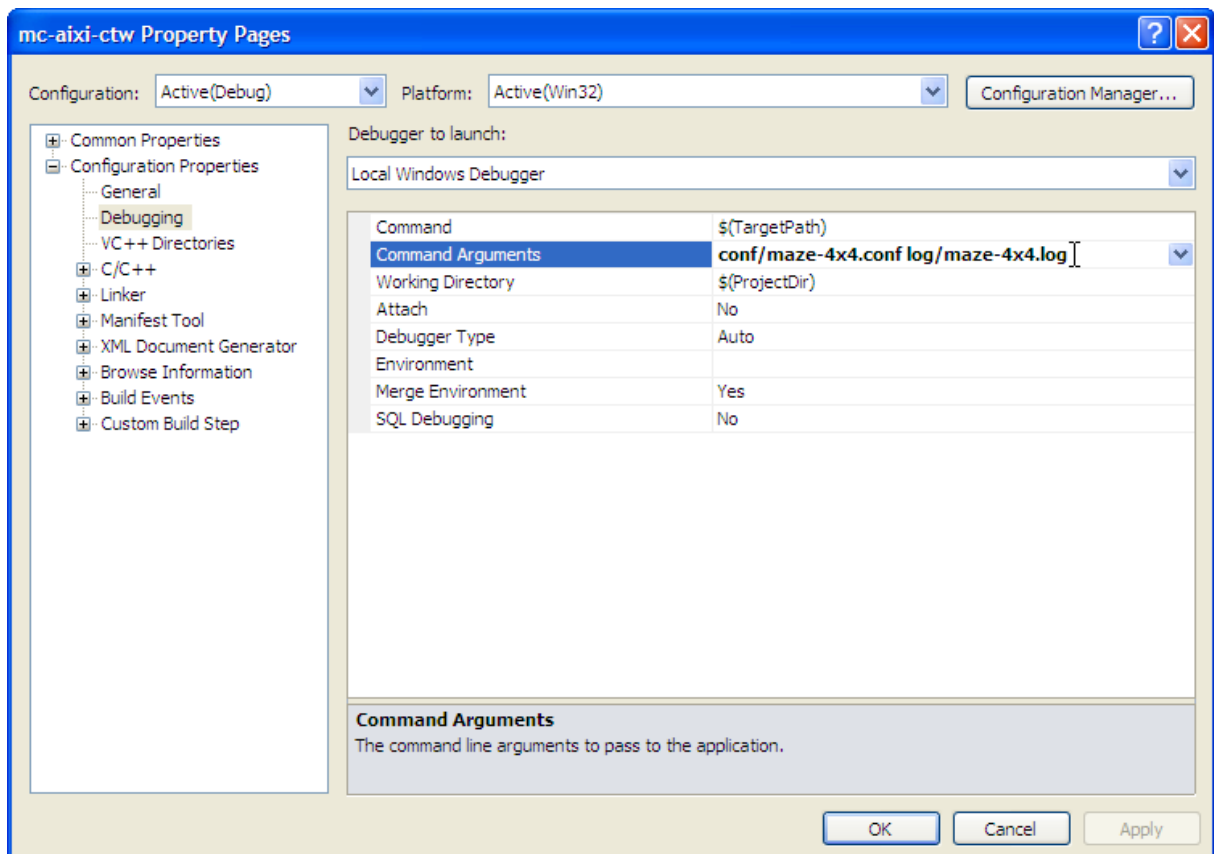 mc-aixi-ctw Property Pages
Configuration: Active(Debug) Platform: Active(Win32) Configuration Manager...
Common Properties
Configuration Properties
General
Debugging
VC++ Directories
C/C++
Linker
Manifest Tool
XML Document Generator
Browse Information
Build Events
Custom Build Step
Debugger to launch:
Local Windows Debugger
Command $(TargetPath)
Command Arguments conf/maze-4x4.conf log/maze-4x4.log
Working Directory $(ProjectDir)
Attach No
Debugger Type Auto
Environment
Merge Environment Yes
SQL Debugging No
Command Arguments
The command line arguments to pass to the application.
OK Cancel Apply